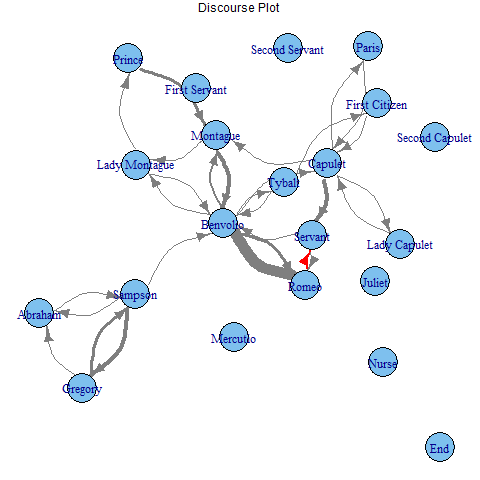 Discourse Plot
Paris
Second Servant
Prince
First Servant
First Citizen
Montague
Second Capulet
Lady Montague
Capulet
Tybalt
Benvolio
Servant
Lady Capulet
Juliet
Romeo
Sampson
Abraham
Mercutio
Nurse
Gregory
End